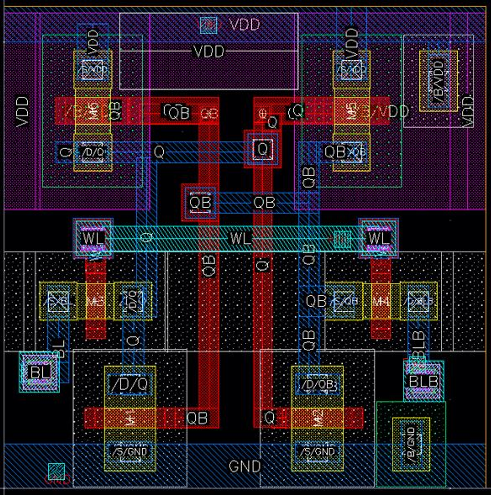 VDD
VDD
VDD
VDD
VDD
VDD
/B/VDD
VDD
M6
QB
QB
QB
Q
Q
M5
/VDD
Q
/D/Q
Q
Q
QB
QB
QB
QB
QB
WL
WL
WL
Q
QB
Q
M3
/D/Q
QB
M4
BL
BL
Q
QB
BLB
BLB
/D/Q
/D/QB
M1
QB
Q
M2
/S/GND
/S/GND
/B/GND
GND